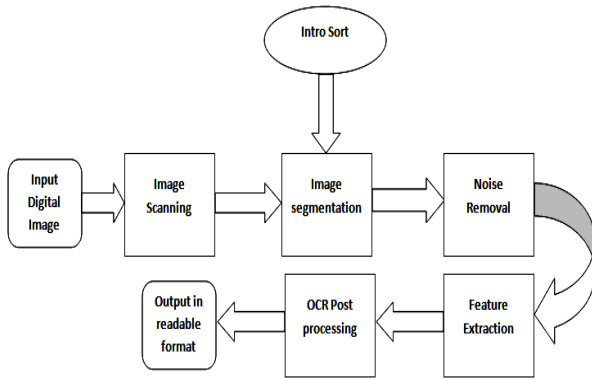 Intro Sort
Input
Digital
Image
Image
Scanning
Image
segmentation
Noise
Removal
Feature
Extraction
OCR Post
processing
Output in
readable
format